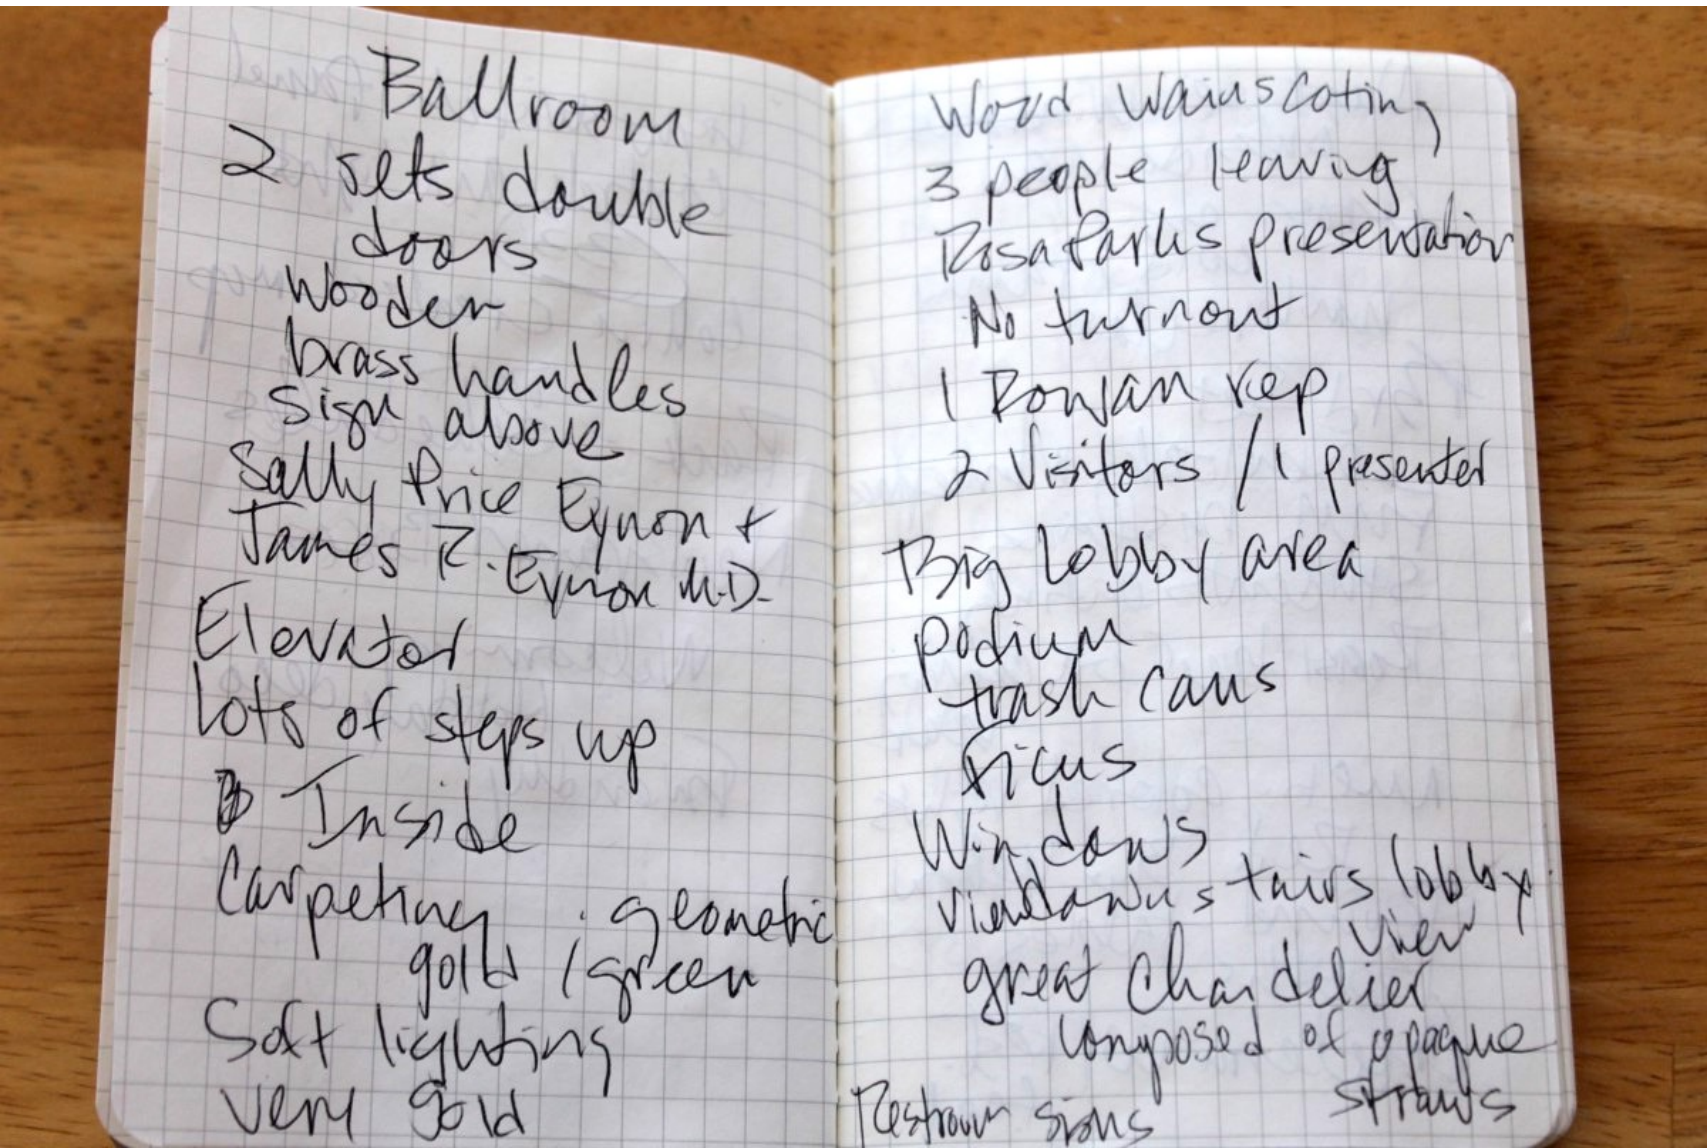 Ballroom
2 sets double
doors
Wooden
brass handles
Sign above
Sally Price Eynon +
James R. Eynon M.D.
Elevator
lots of steps up
Inside
Carpeting . geometric
gold / green
Soft lighting
very gold
Wood Wainscoting
3 people leaving
Rosa Parks presentation
No turnout
1 Rowan rep
2 Visitors / 1 presenter
Big lobby area
podium
trash cans
ficus
Windows
view downstairs lobby
view
great Chandelier
composed of opaque
straws
Restroom signs